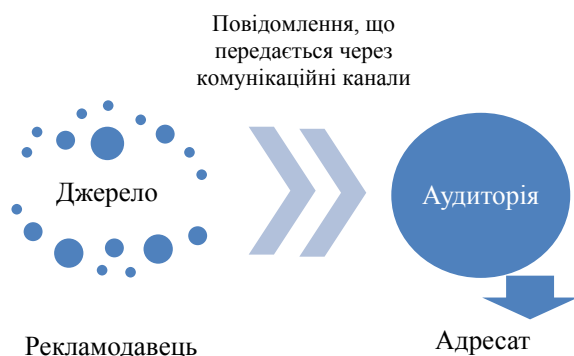 Повідомлення, що
передається через
комунікаційні канали
Джерело
Аудиторія
Рекламодавець
Адресат